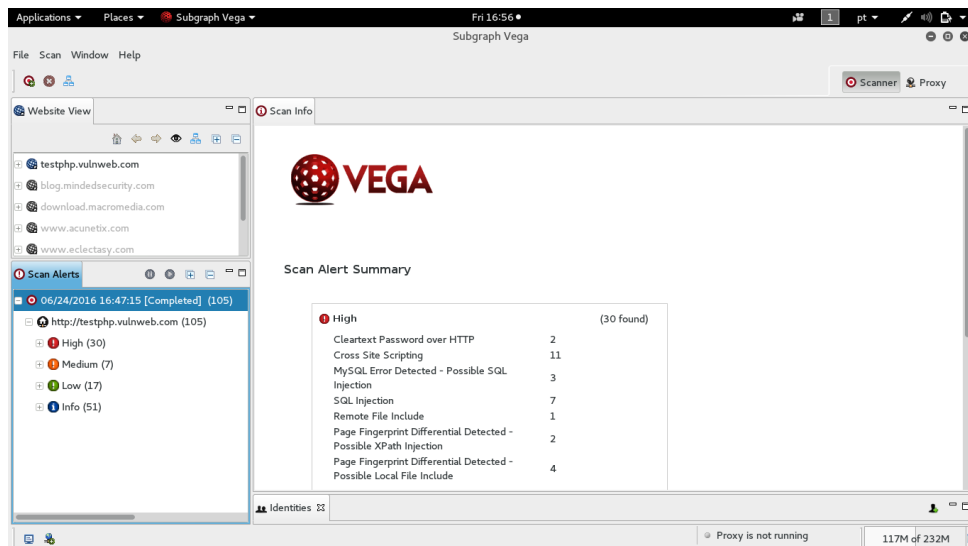 Applications Places Subgraph Vega Fri 16:56 1 pt
Subgraph Vega
File Scan Window Help
Scanner Proxy
Website View
testphp.vulnweb.com
blog.mindedsecurity.com
download.macromedia.com
www.acunetix.com
www.eclectasy.com
Scan Alerts
06/24/2016 16:47:15 [Completed] (105)
http://testphp.vulnweb.com (105)
High (30)
Medium (7)
Low (17)
Info (51)
Scan Info
VEGA
Scan Alert Summary
High (30 found)
Cleartext Password over HTTP 2
Cross Site Scripting 11
MySQL Error Detected - Possible SQL
Injection 3
SQL Injection 7
Remote File Include 1
Page Fingerprint Differential Detected -
Possible XPath Injection 2
Page Fingerprint Differential Detected -
Possible Local File Include 4
Identities
Proxy is not running 117M of 232M